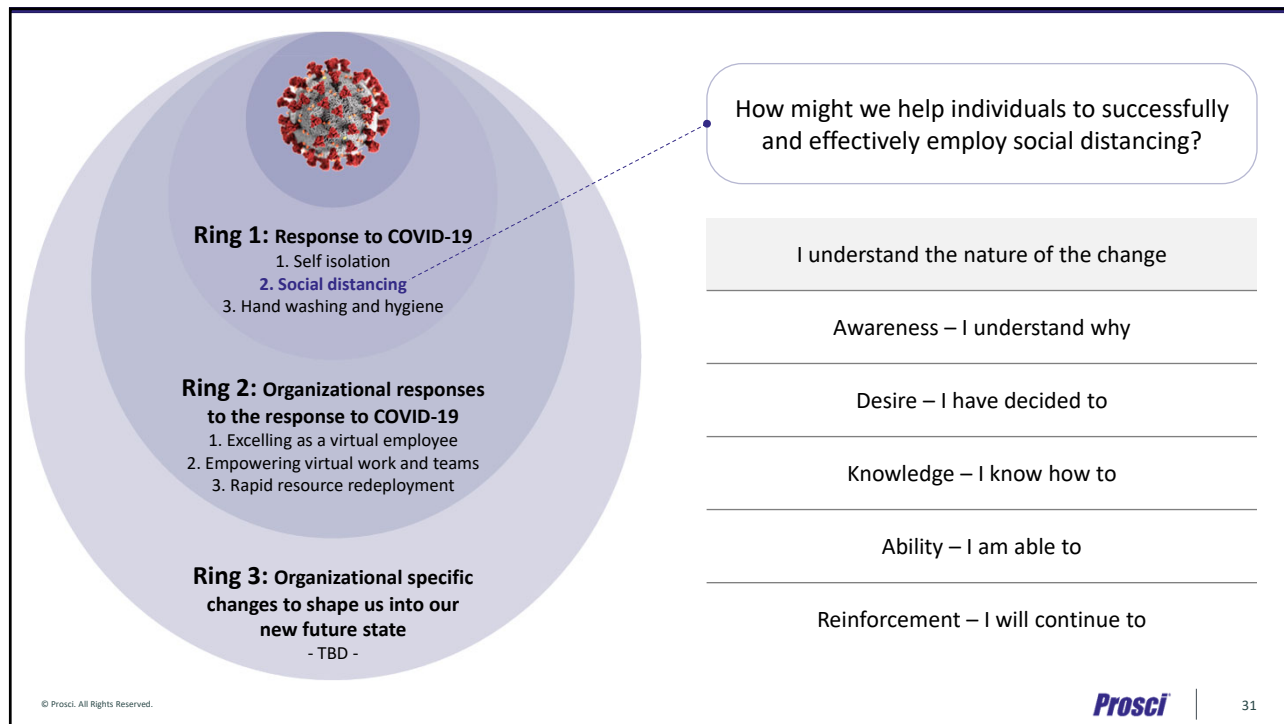 Ring 1: Response to COVID-19
1. Self isolation
2. Social distancing
3. Hand washing and hygiene
Ring 2: Organizational responses
to the response to COVID-19
1. Excelling as a virtual employee
2. Empowering virtual work and teams
3. Rapid resource redeployment
Ring 3: Organizational specific
changes to shape us into our
new future state
- TBD -
How might we help individuals to successfully
and effectively employ social distancing?
I understand the nature of the change
Awareness – I understand why
Desire – I have decided to
Knowledge – I know how to
Ability – I am able to
Reinforcement – I will continue to
© Prosci. All Rights Reserved.
Prosci
31